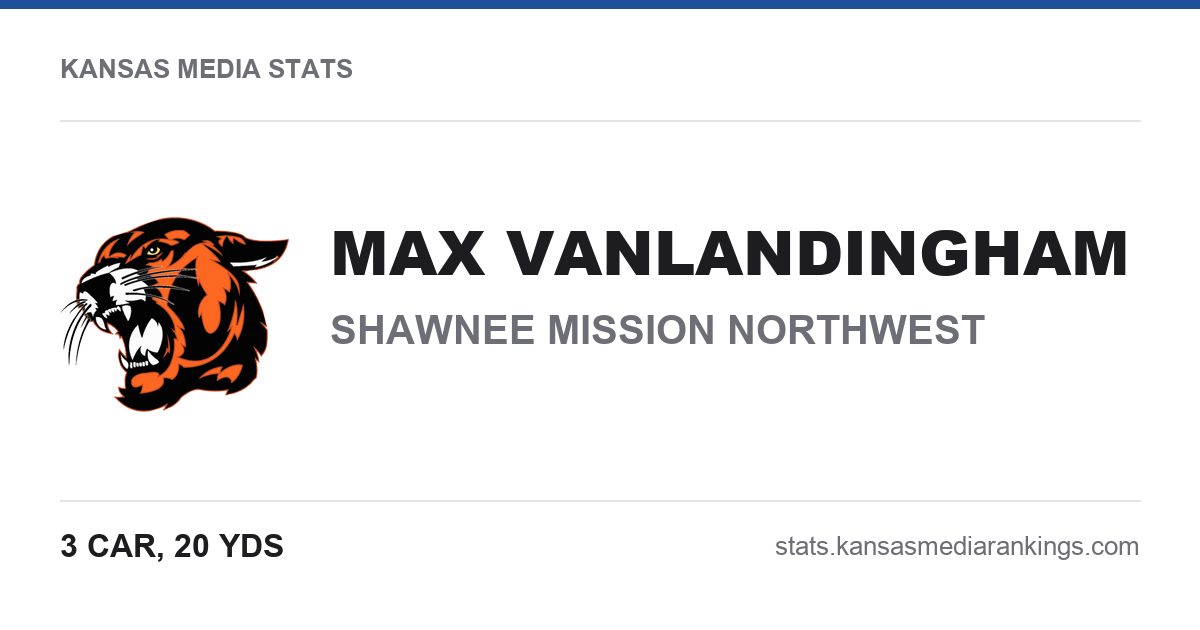 KANSAS MEDIA STATS
MAX VANLANDINGHAM
SHAWNEE MISSION NORTHWEST
3 CAR, 20 YDS
stats.kansasmediarankings.com